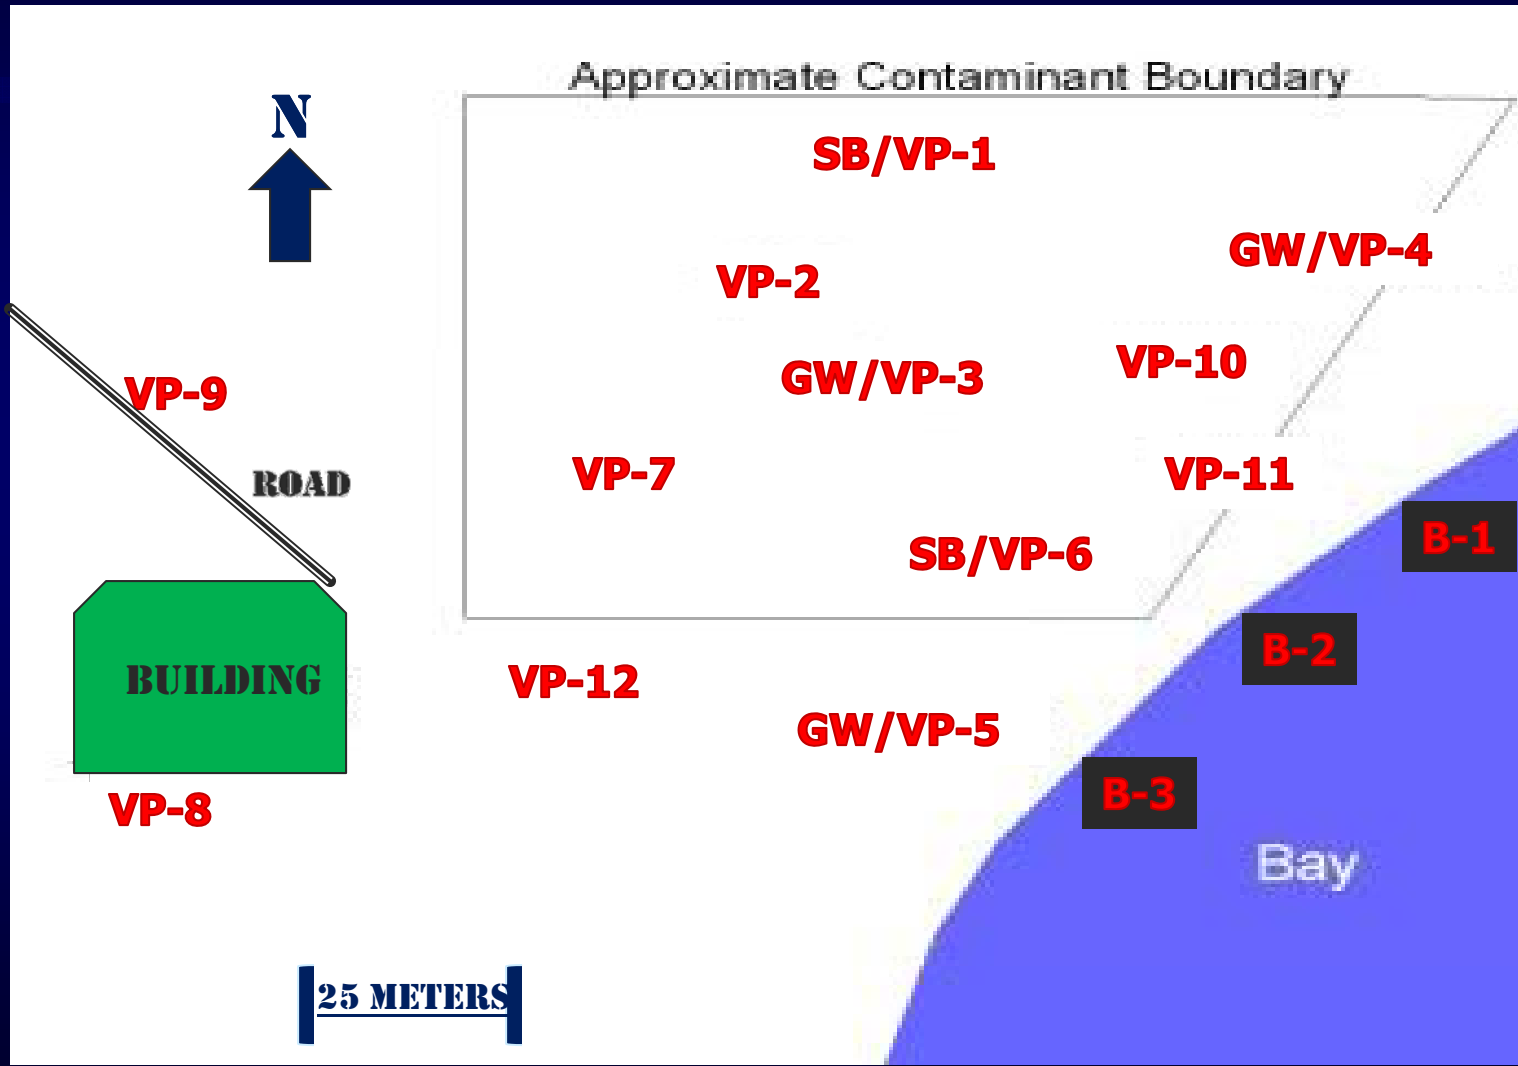 Approximate Contaminant Boundary
N
SB/VP-1
GW/VP-4
VP-2
VP-10
GW/VP-3
VP-9
VP-7
VP-11
ROAD
B-1
SB/VP-6
B-2
BUILDING
VP-12
GW/VP-5
B-3
VP-8
Bay
25 METERS